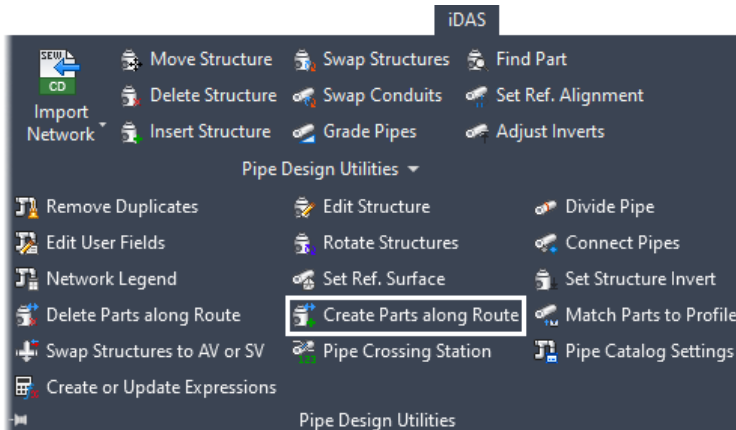 iDAS
SEW
CD
Import
Network
Move Structure
Swap Structures
Find Part
Delete Structure
Swap Conduits
Set Ref. Alignment
Insert Structure
Grade Pipes
Adjust Inverts
Pipe Design Utilities
Remove Duplicates
Edit Structure
Divide Pipe
Edit User Fields
Rotate Structures
Connect Pipes
Network Legend
Set Ref. Surface
Set Structure Invert
Delete Parts along Route
Create Parts along Route
Match Parts to Profile
Swap Structures to AV or SV
123
Pipe Crossing Station
Pipe Catalog Settings
Create or Update Expressions
Pipe Design Utilities